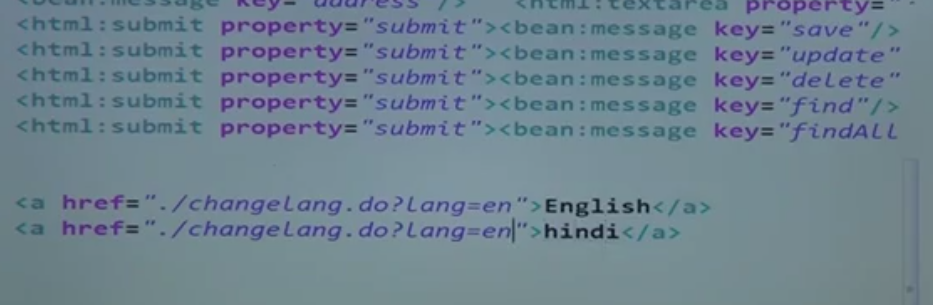 <bean:message key="address"/> <html:textarea property="
<html:submit property="submit"><bean:message key="save"/>
<html:submit property="submit"><bean:message key="update"
<html:submit property="submit"><bean:message key="delete"
<html:submit property="submit"><bean:message key="find"/>
<html:submit property="submit"><bean:message key="findAll
<a href="./changelang.do?lang=en">English</a>
<a href="./changelang.do?lang=en">hindi</a>